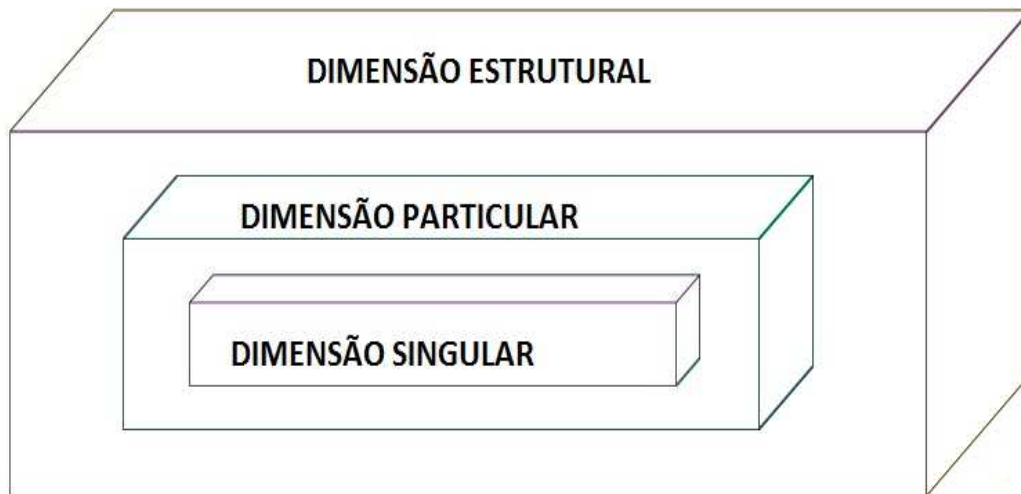 DIMENSÃO ESTRUTURAL
DIMENSÃO PARTICULAR
DIMENSÃO SINGULAR